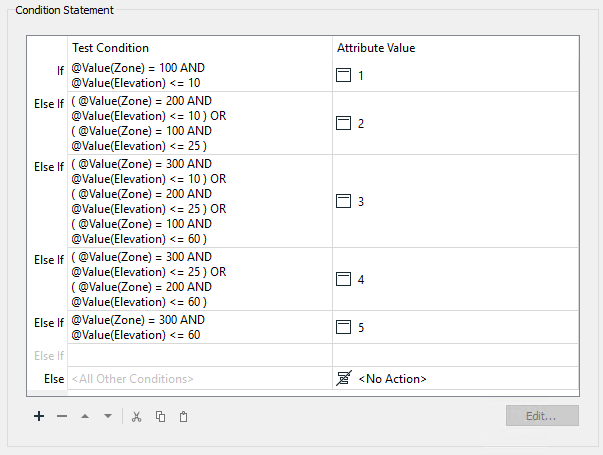 Condition Statement
Test Condition Attribute Value
If @Value(Zone) = 100 AND
@Value(Elevation) <= 10
1
Else If ( @Value(Zone) = 200 AND
@Value(Elevation) <= 10 ) OR
( @Value(Zone) = 100 AND
@Value(Elevation) <= 25 )
2
Else If ( @Value(Zone) = 300 AND
@Value(Elevation) <= 10 ) OR
( @Value(Zone) = 200 AND
@Value(Elevation) <= 25 ) OR
( @Value(Zone) = 100 AND
@Value(Elevation) <= 60 )
3
Else If ( @Value(Zone) = 300 AND
@Value(Elevation) <= 25 ) OR
( @Value(Zone) = 200 AND
@Value(Elevation) <= 60 )
4
Else If @Value(Zone) = 300 AND
@Value(Elevation) <= 60
5
Else If
Else <All Other Conditions> <No Action>
Edit...